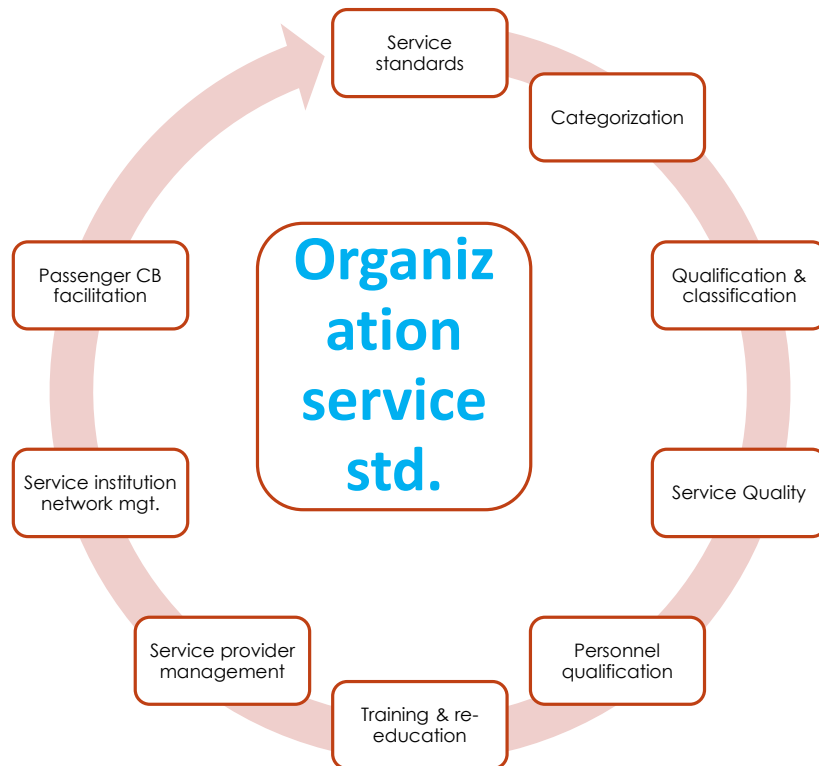 Service
standards
Categorization
Qualification &
classification
Service Quality
Personnel
qualification
Training & re-
education
Service provider
management
Service institution
network mgt.
Passenger CB
facilitation
Organiz
ation
service
std.